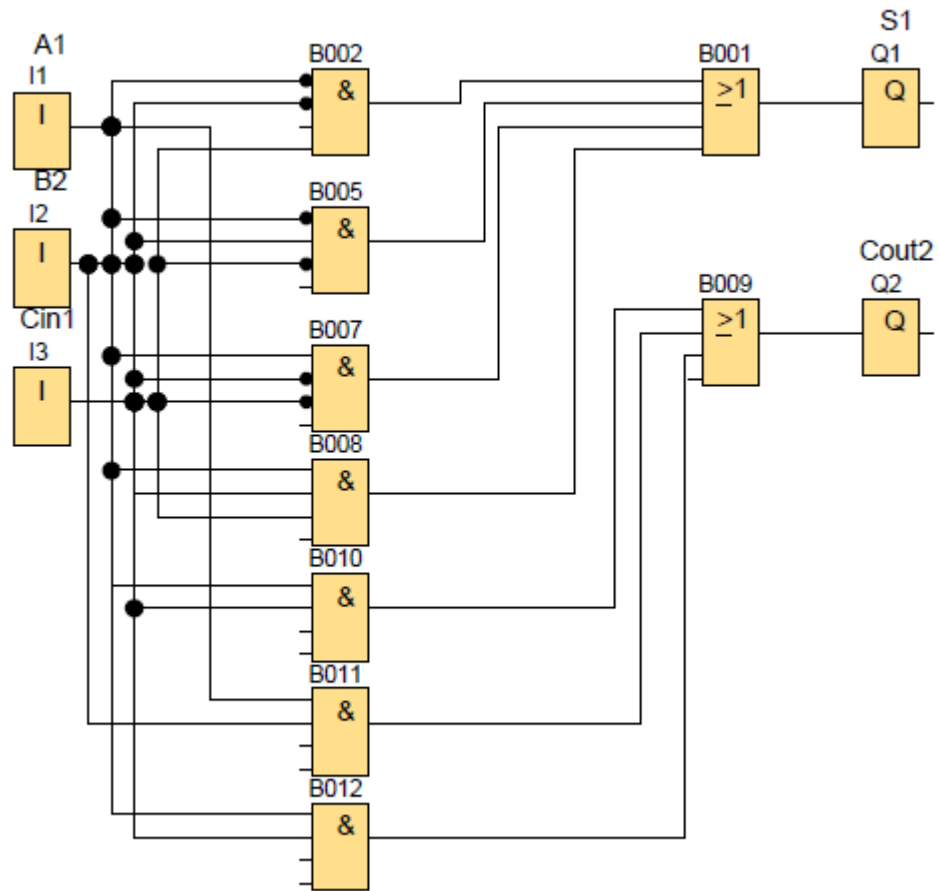 A1
I1
I
B2
I2
I
Cin1
I3
I
B002
&
B005
&
B007
&
B008
&
B010
&
B011
&
B012
&
B001
≥1
B009
≥1
S1
Q1
Q
Cout2
Q2
Q